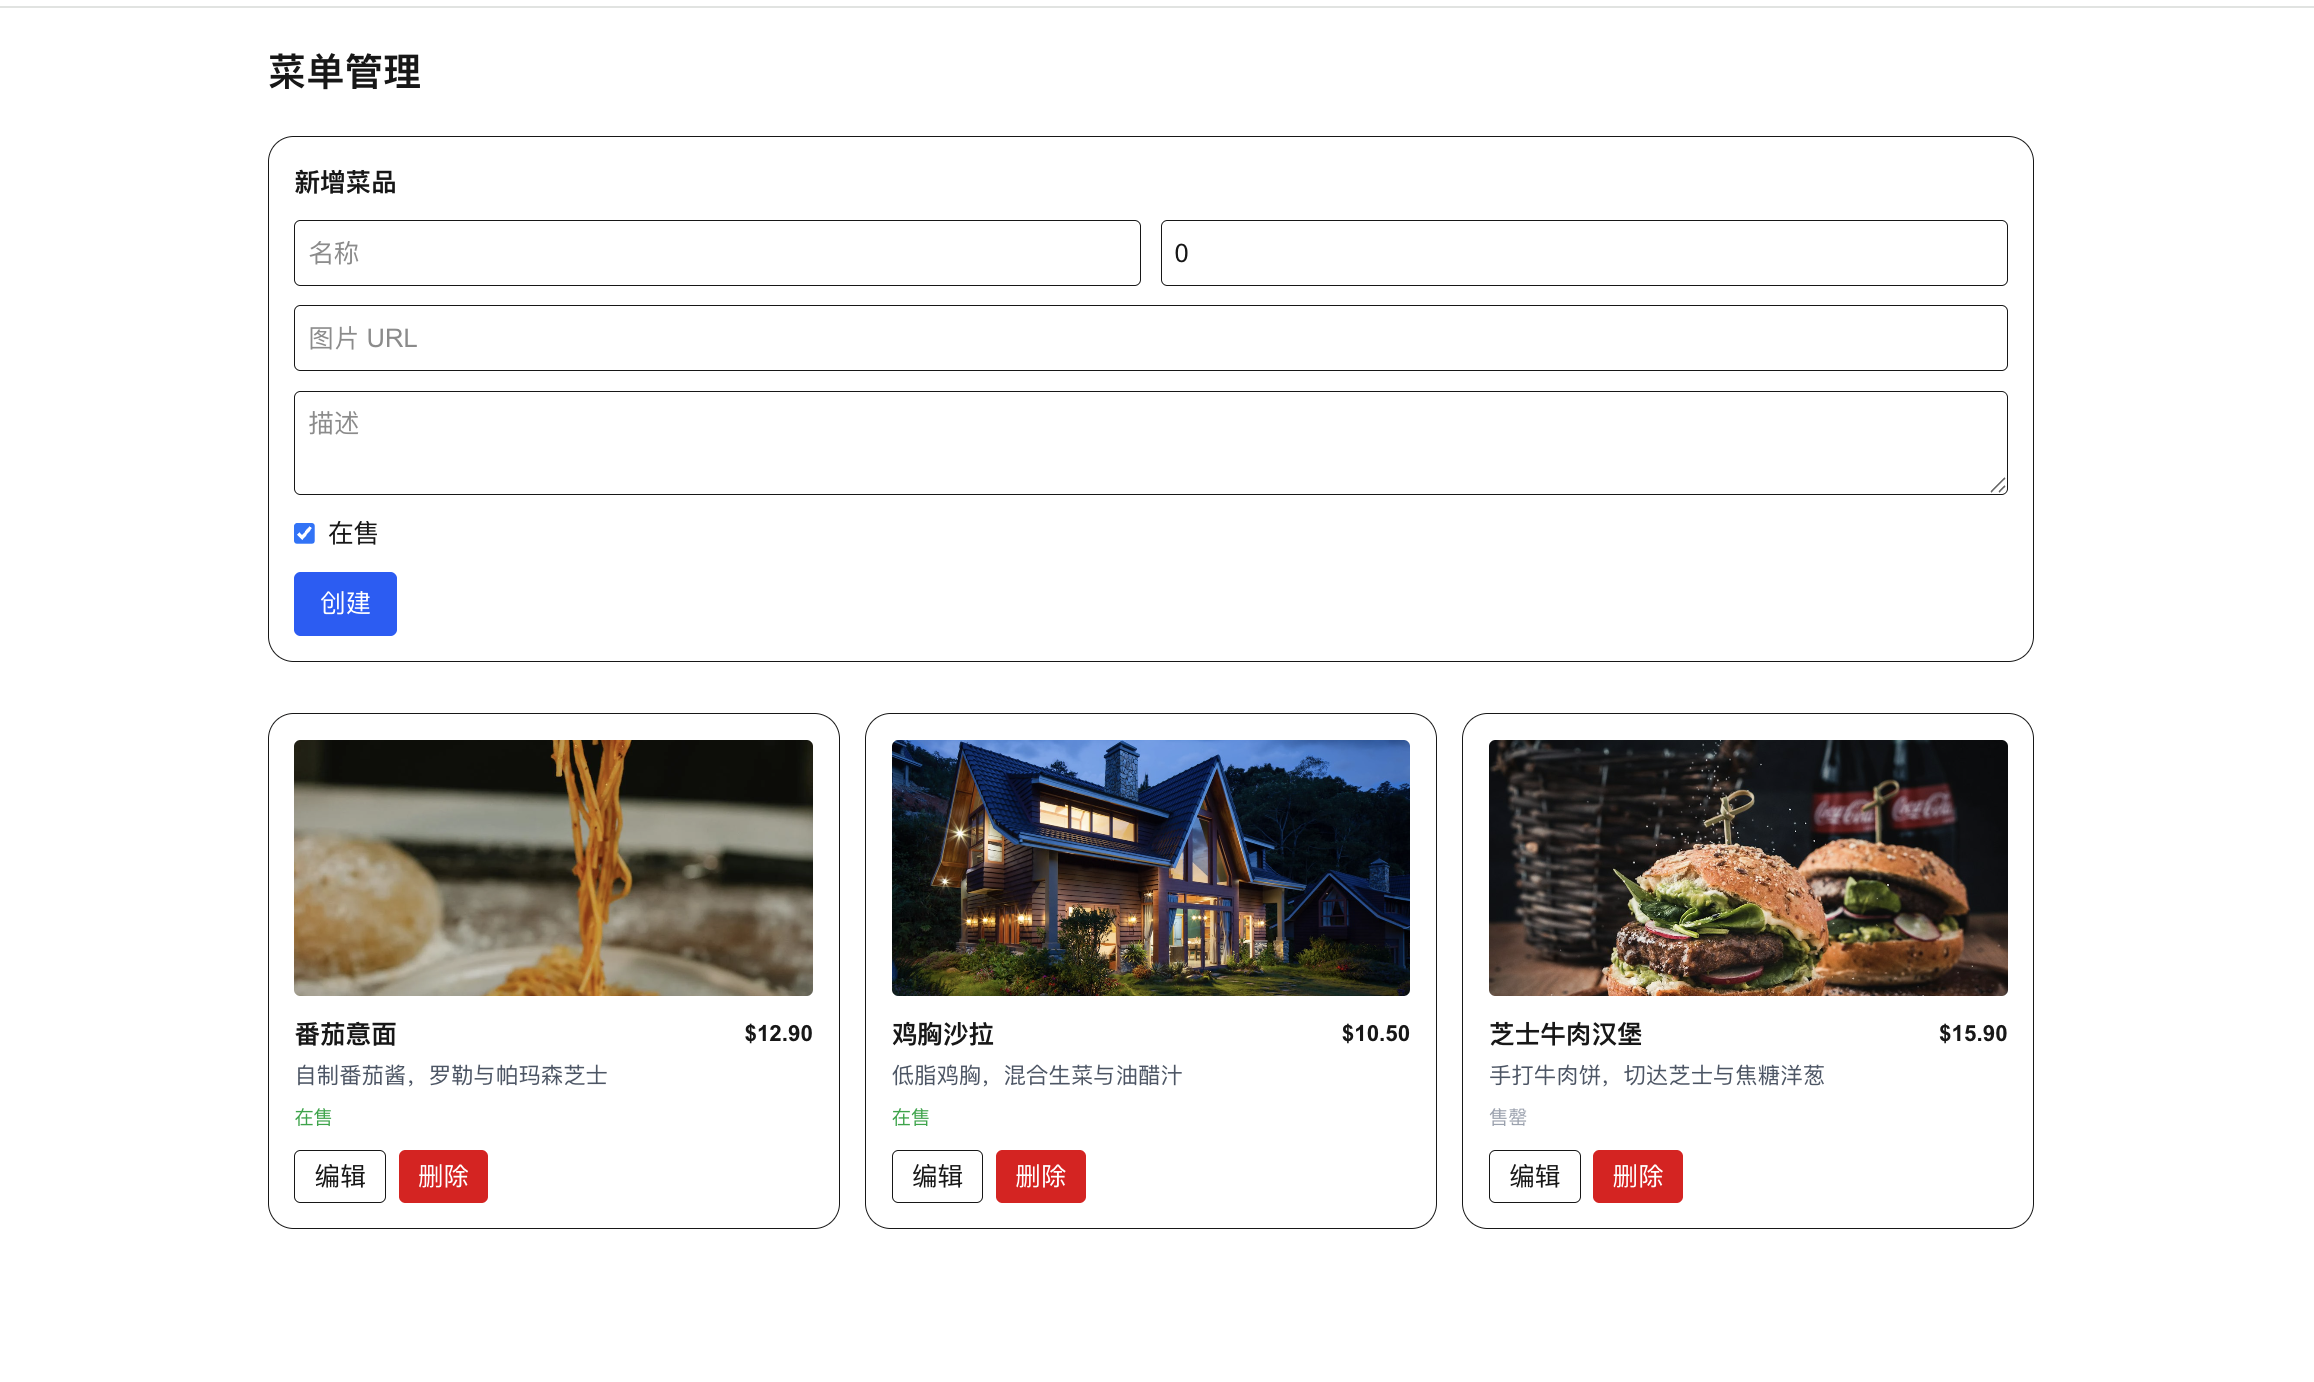 菜单管理
新增菜品
名称
0
图片 URL
描述
在售
创建
番茄意面 $12.90
自制番茄酱，罗勒与帕玛森芝士
在售
编辑 删除
鸡胸沙拉 $10.50
低脂鸡胸，混合生菜与油醋汁
在售
编辑 删除
Coca-Cola Coca-Cola
芝士牛肉汉堡 $15.90
手打牛肉饼，切达芝士与焦糖洋葱
售罄
编辑 删除